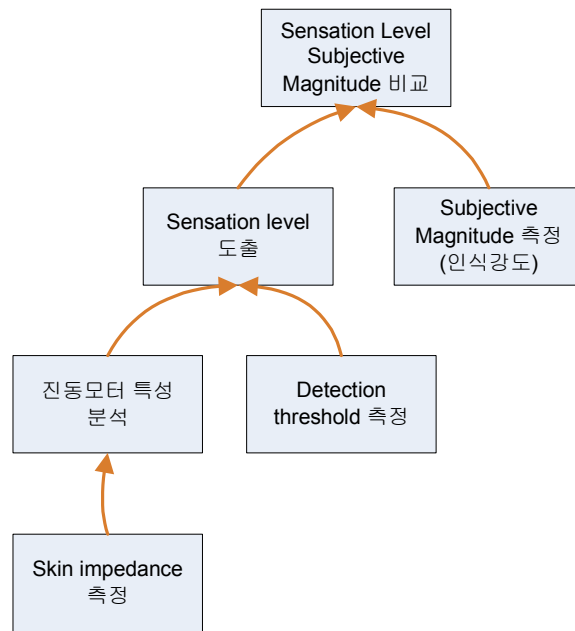 Sensation Level
Subjective
Magnitude 비교
Sensation level
도출
Subjective
Magnitude 측정
(인식강도)
진동모터 특성
분석
Detection
threshold 측정
Skin impedance
측정